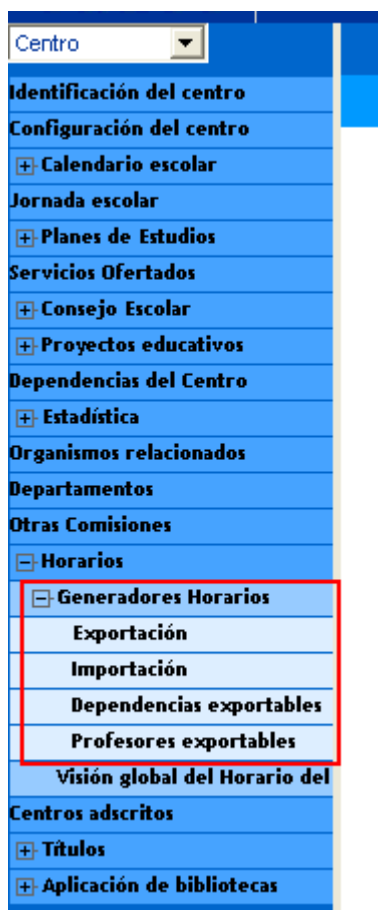 Centro
Identificación del centro
Configuración del centro
Calendario escolar
Jornada escolar
Planes de Estudios
Servicios Ofertados
Consejo Escolar
Proyectos educativos
Dependencias del Centro
Estadística
Organismos relacionados
Departamentos
Otras Comisiones
Horarios
Generadores Horarios
Exportación
Importación
Dependencias exportables
Profesores exportables
Visión global del Horario del
Centros adscritos
Títulos
Aplicación de bibliotecas